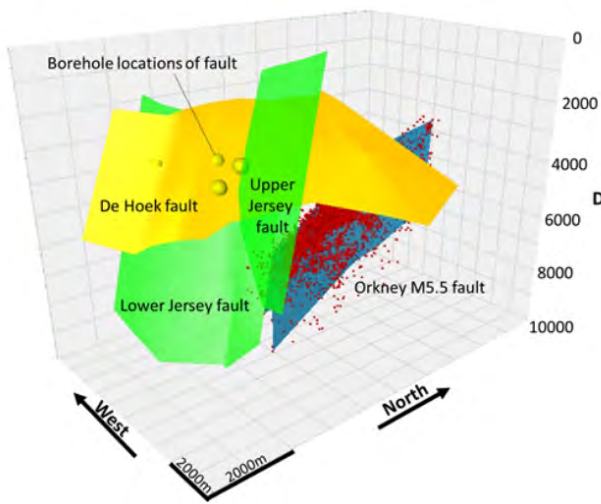 0
Borehole locations of fault
2000
4000
D
De Hoek fault
Upper
Jersey
fault
6000
8000
Lower Jersey fault
Orkney M5.5 fault
10000
West
North
2000m
2000m